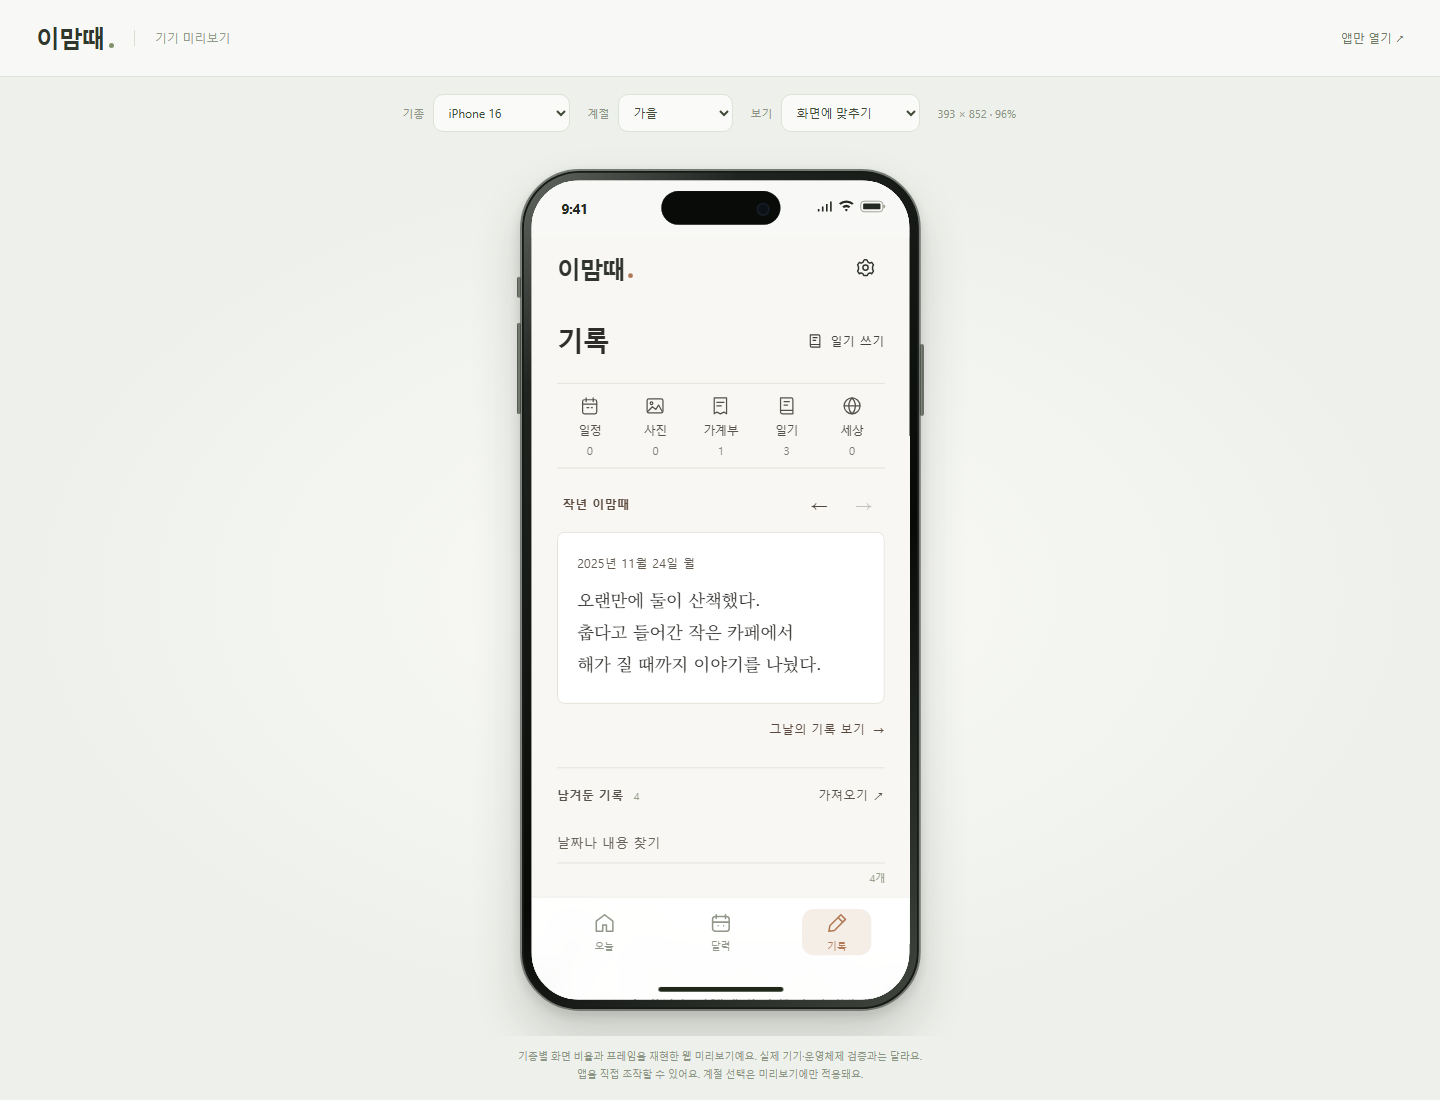 이맘때.
기기 미리보기
앱만 열기 ↗
기종 iPhone 16 계절 가을 보기 화면에 맞추기 393 × 852 · 96%
9:41
이맘때.
기록
일기 쓰기
일정 사진 가계부 일기 세상
0 0 1 3 0
작년 이맘때 ← →
2025년 11월 24일 월
오랜만에 둘이 산책했다.
춥다고 들어간 작은 카페에서
해가 질 때까지 이야기를 나눴다.
그날의 기록 보기 →
남겨둔 기록 4 가져오기 ↗
날짜나 내용 찾기
4개
오늘 달력 기록
기종별 화면 비율과 프레임을 재현한 웹 미리보기예요. 실제 기기·운영체제 검증과는 달라요.
앱을 직접 조작할 수 있어요. 계절 선택은 미리보기에만 적용돼요.